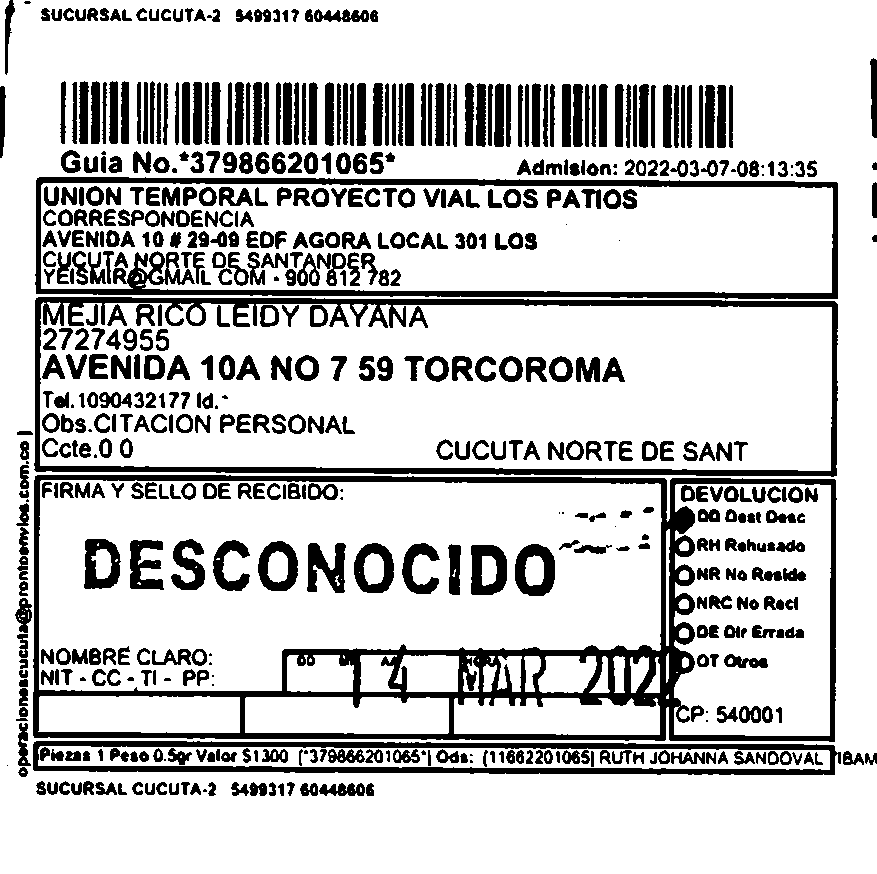 SUCURSAL CUCUTA-2 5499317 60448606
Guia No.*379866201065* Admision: 2022-03-07-08:13:35
UNION TEMPORAL PROYECTO VIAL LOS PATIOS
CORRESPONDENCIA
AVENIDA 10 # 29-09 EDF AGORA LOCAL 301 LOS
CUCUTA NORTE DE SANTANDER
YEISMIR@GMAIL COM - 900 812 782
MEJIA RICO LEIDY DAYANA
27274955
AVENIDA 10A NO 7 59 TORCOROMA
Tel.1090432177 Id.*
Obs.CITACION PERSONAL
Ccte.0 0 CUCUTA NORTE DE SANT
operacionescucuta@prontoenvios.com.co |
FIRMA Y SELLO DE RECIBIDO:
DESCONOCIDO
DEVOLUCION
DD Dest Desc
RH Rehusado
NR No Reside
NRC No Reci
DE Dir Errada
OT Otros
NOMBRE CLARO:
NIT - CC - TI - PP:
DD AA HORA
14 MAR 2022
CP: 540001
Piezas 1 Peso 0.5gr Valor $1300 (*379866201065*| Ods: (11662201065| RUTH JOHANNA SANDOVAL TIBAM
SUCURSAL CUCUTA-2 5499317 60448606